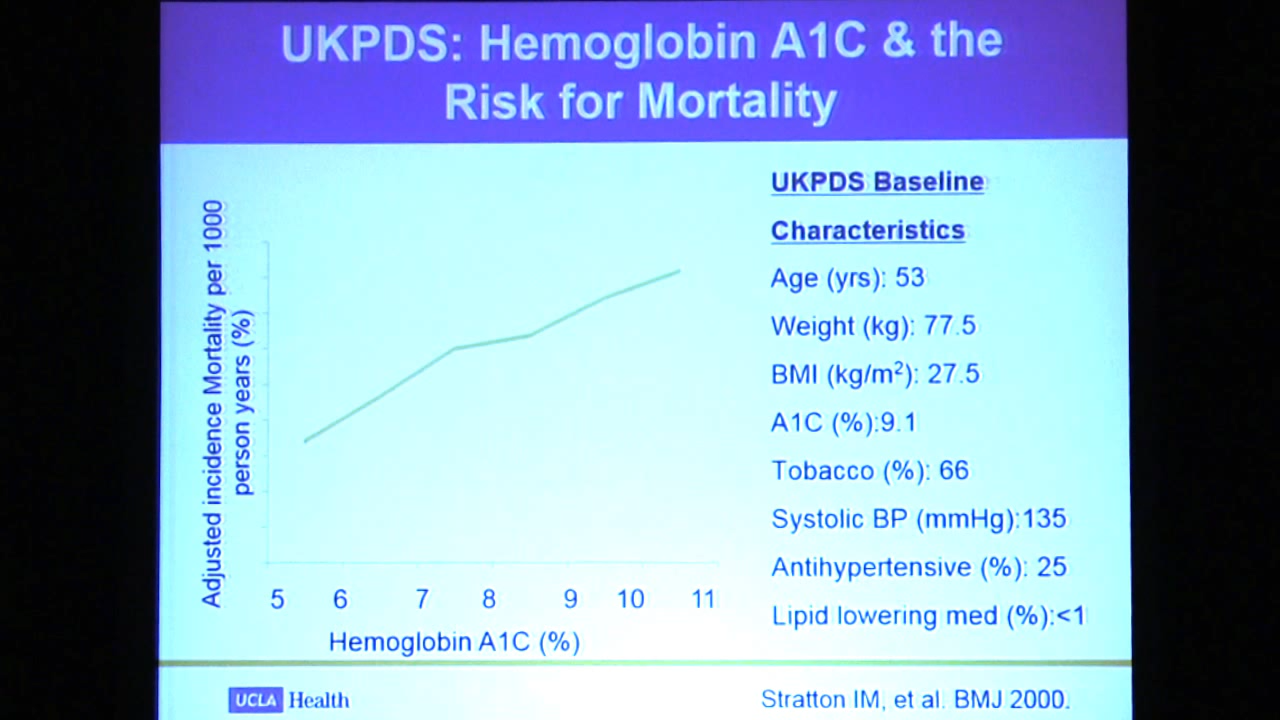 UKPDS: Hemoglobin A1C & the
Risk for Mortality
Adjusted incidence Mortality per 1000
person years (%)
5 6 7 8 9 10 11
Hemoglobin A1C (%)
UKPDS Baseline
Characteristics
Age (yrs): 53
Weight (kg): 77.5
BMI (kg/m²): 27.5
A1C (%):9.1
Tobacco (%): 66
Systolic BP (mmHg):135
Antihypertensive (%): 25
Lipid lowering med (%):<1
UCLA Health
Stratton IM, et al. BMJ 2000.